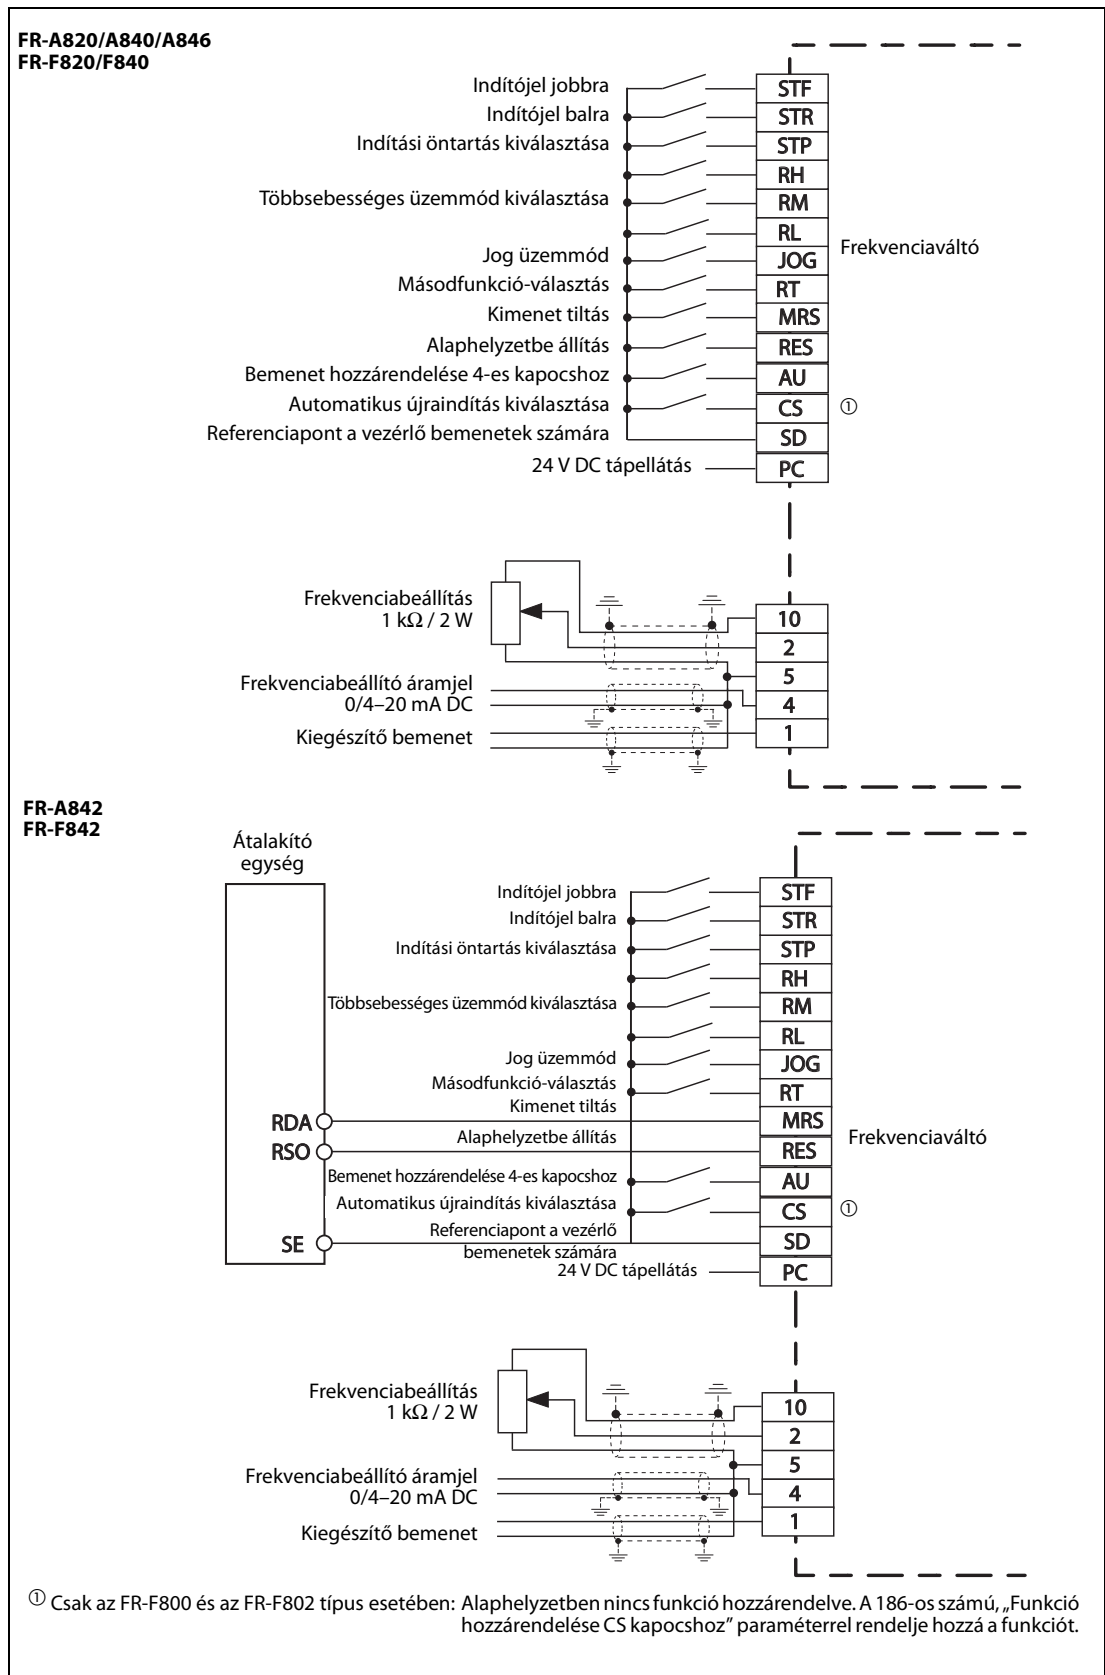 FR-A820/A840/A846
FR-F820/F840
Indítójel jobbra
STF
Indítójel balra
STR
Indítási öntartás kiválasztása
STP
RH
Többsebességes üzemmód kiválasztása
RM
RL
Frekvenciaváltó
Jog üzemmód
JOG
Másodfunkció-választás
RT
Kimenet tiltás
MRS
Alaphelyzetbe állítás
RES
Bemenet hozzárendelése 4-es kapocshoz
AU
Automatikus újraindítás kiválasztása
CS
①
Referenciapont a vezérlő bemenetek számára
SD
24 V DC tápellátás
PC
Frekvenciabeállítás
1 kΩ / 2 W
10
2
5
Frekvenciabeállító áramjel
0/4–20 mA DC
4
1
Kiegészítő bemenet
FR-A842
FR-F842
Átalakító
egység
Indítójel jobbra
STF
Indítójel balra
STR
Indítási öntartás kiválasztása
STP
RH
Többsebességes üzemmód kiválasztása
RM
RL
Jog üzemmód
JOG
Másodfunkció-választás
RT
Kimenet tiltás
RDA
MRS
Alaphelyzetbe állítás
Frekvenciaváltó
RSO
RES
Bemenet hozzárendelése 4-es kapocshoz
AU
Automatikus újraindítás kiválasztása
CS
①
Referenciapont a vezérlő
bemenetek számára
SE
SD
24 V DC tápellátás
PC
Frekvenciabeállítás
1 kΩ / 2 W
10
2
5
Frekvenciabeállító áramjel
0/4–20 mA DC
4
1
Kiegészítő bemenet
① Csak az FR-F800 és az FR-F802 típus esetében: Alaphelyzetben nincs funkció hozzárendelve. A 186-os számú, „Funkció
hozzárendelése CS kapocshoz” paraméterrel rendelje hozzá a funkciót.